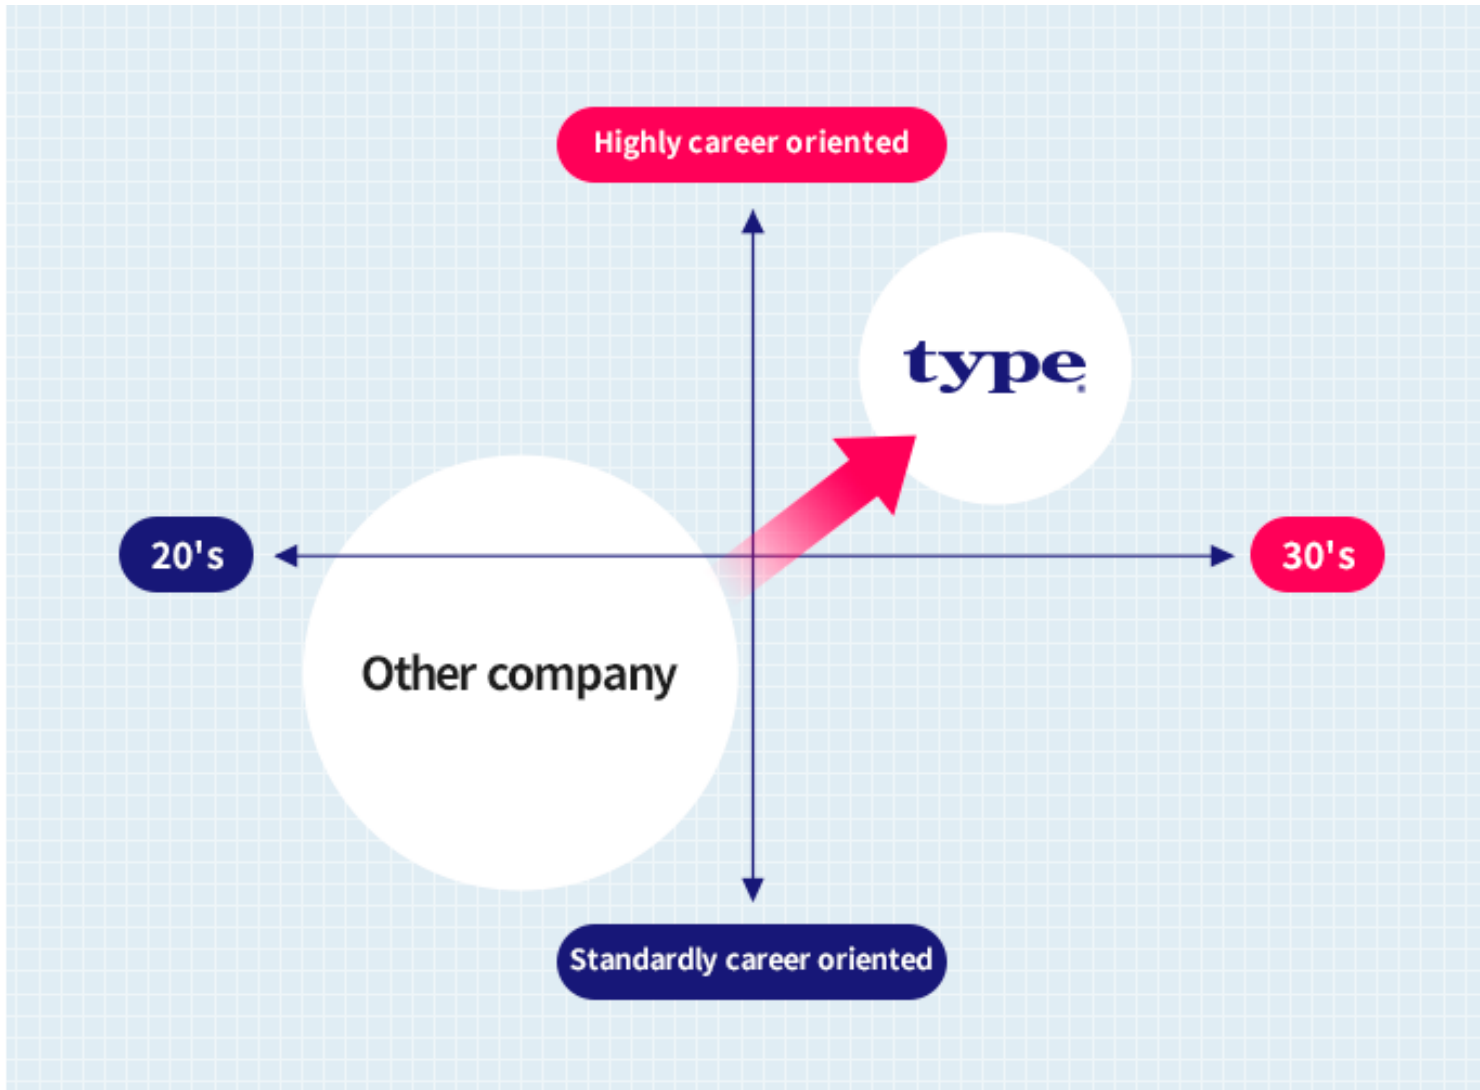 Highly career oriented
type
20's
30's
Other company
Standardly career oriented